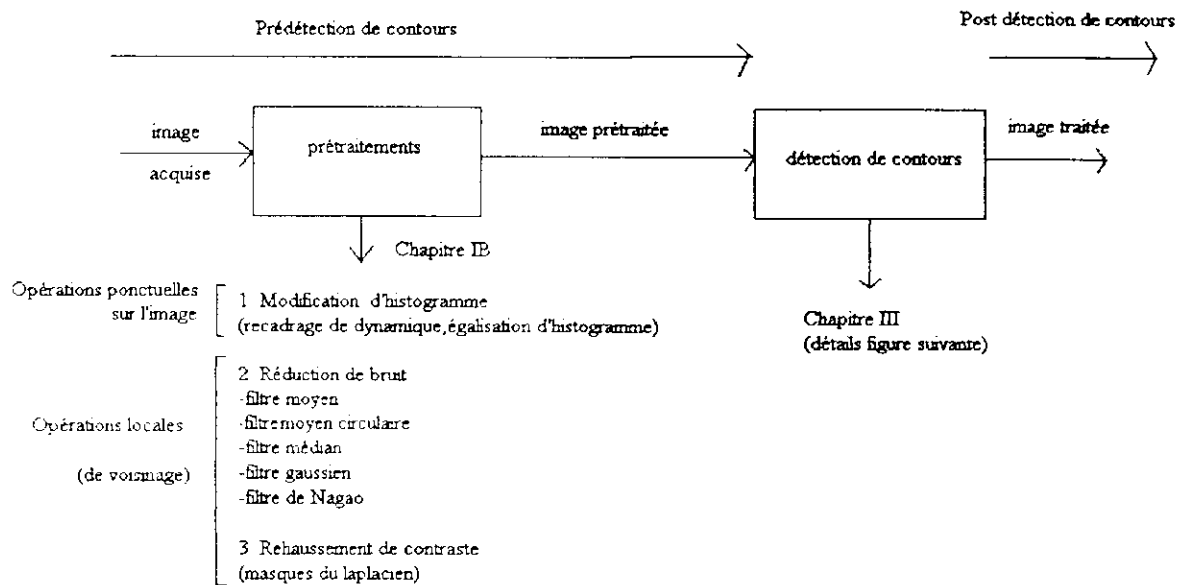 Prédétection de contours
Post détection de contours
image
acquise
prétraitements
image prétraitée
détection de contours
image traitée
Chapitre IB
Opérations ponctuelles
sur l'image
1 Modification d'histogramme
(recadrage de dynamique,égalisation d'histogramme)
Chapitre III
(détails figure suivante)
Opérations locales
(de voisinage)
2 Réduction de bruit
-filtre moyen
-filtremoyen circulaire
-filtre médian
-filtre gaussien
-filtre de Nagao
3 Rehaussement de contraste
(masques du laplacien)